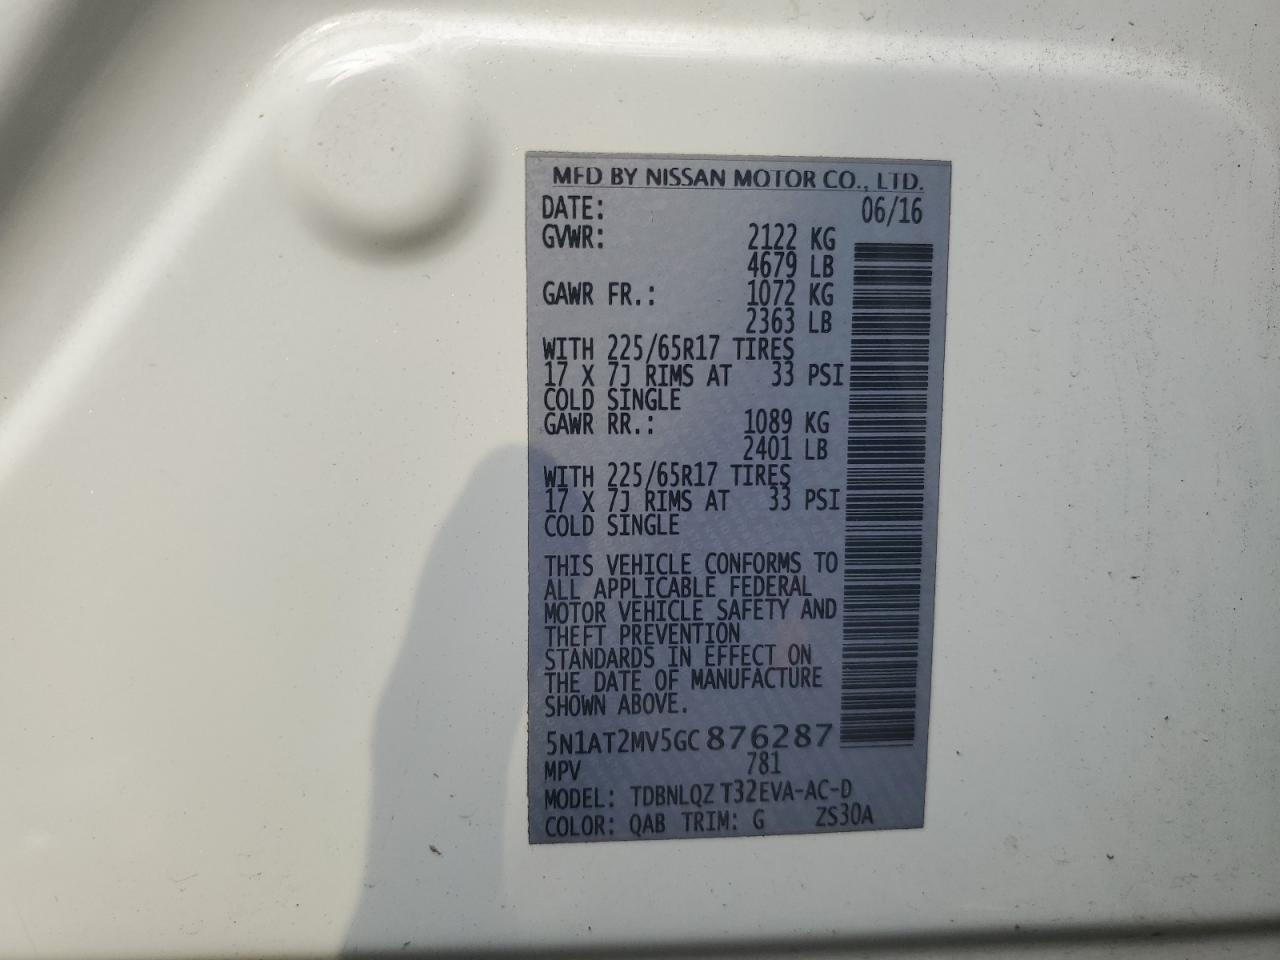 MFD BY NISSAN MOTOR CO., LTD.
DATE: 06/16
GVWR: 2122 KG
4679 LB
GAWR FR.: 1072 KG
2363 LB
WITH 225/65R17 TIRES
17 X 7J RIMS AT 33 PSI
COLD SINGLE
GAWR RR.: 1089 KG
2401 LB
WITH 225/65R17 TIRES
17 X 7J RIMS AT 33 PSI
COLD SINGLE
THIS VEHICLE CONFORMS TO
ALL APPLICABLE FEDERAL
MOTOR VEHICLE SAFETY AND
THEFT PREVENTION
STANDARDS IN EFFECT ON
THE DATE OF MANUFACTURE
SHOWN ABOVE.
5N1AT2MV5GC876287
MPV 781
MODEL: TDBNLQZ T32EVA-AC-D
COLOR: QAB TRIM: G ZS30A